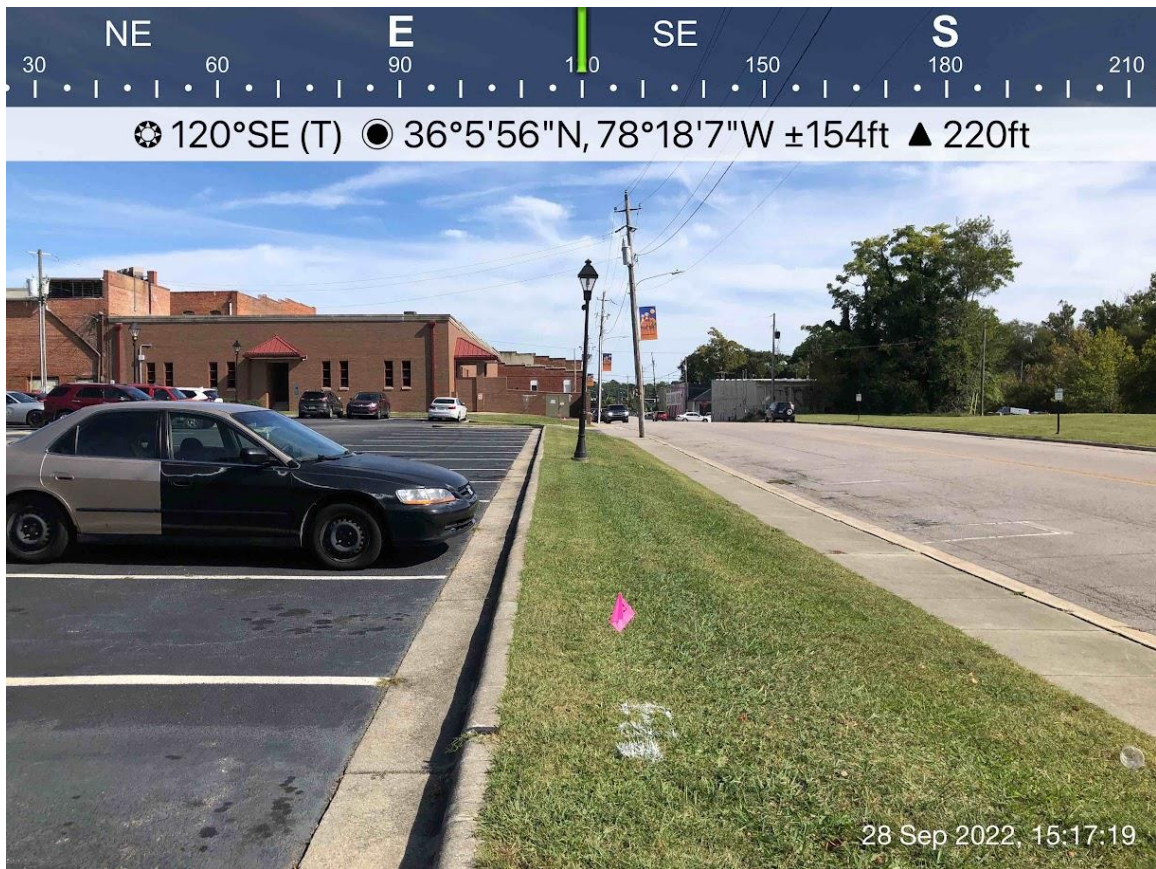 NE E SE S
30 60 90 120 150 180 210
120°SE (T) 36°5'56"N, 78°18'7"W ±154ft ▲ 220ft
28 Sep 2022, 15:17:19